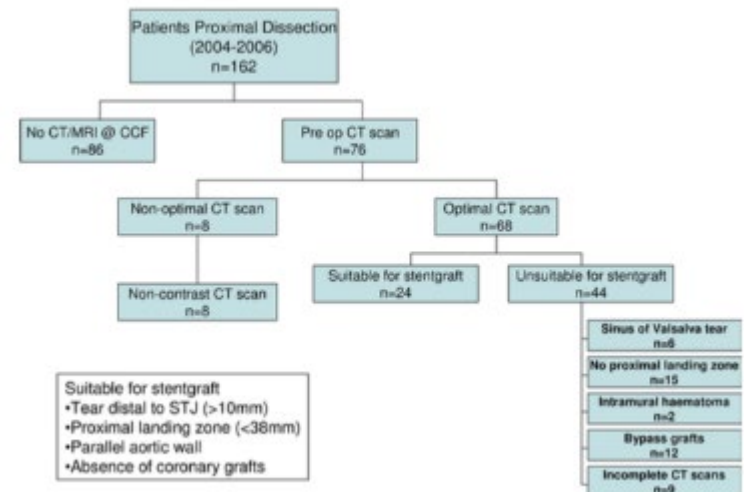 Patients Proximal Dissection
(2004-2006)
n=162
No CT/MRI @ CCF
n=86
Pre op CT scan
n=76
Non-optimal CT scan
n=8
Optimal CT scan
n=68
Non-contrast CT scan
n=8
Suitable for stentgraft
n=24
Unsuitable for stentgraft
n=44
Sinus of Valsalva tear
n=6
No proximal landing zone
n=15
Intramural haematoma
n=2
Bypass grafts
n=12
Incomplete CT scans
n=9
Suitable for stentgraft
•Tear distal to STJ (>10mm)
•Proximal landing zone (<38mm)
•Parallel aortic wall
•Absence of coronary grafts